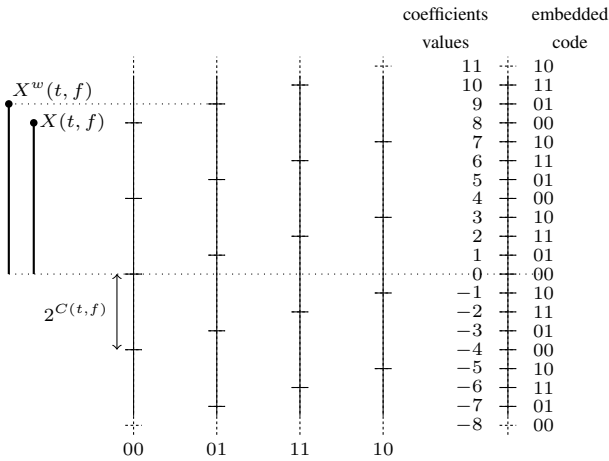 coefficients embedded
values code
11 10
10 11
X^w(t, f) 9 01
X(t, f) 8 00
7 10
6 11
5 01
4 00
3 10
2 11
1 01
0 00
−1 10
2^{C(t,f)} −2 11
−3 01
−4 00
−5 10
−6 11
−7 01
−8 00
00 01 11 10